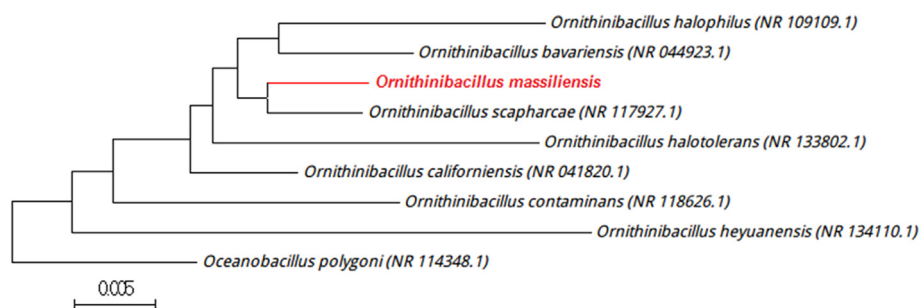 Ornithinibacillus halophilus (NR 109109.1)
Ornithinibacillus bavariensis (NR 044923.1)
Ornithinibacillus massiliensis
Ornithinibacillus scapharcae (NR 117927.1)
Ornithinibacillus halotolerans (NR 133802.1)
Ornithinibacillus californiensis (NR 041820.1)
Ornithinibacillus contaminans (NR 118626.1)
Ornithinibacillus heyuanensis (NR 134110.1)
Oceanobacillus polygoni (NR 114348.1)
0.005